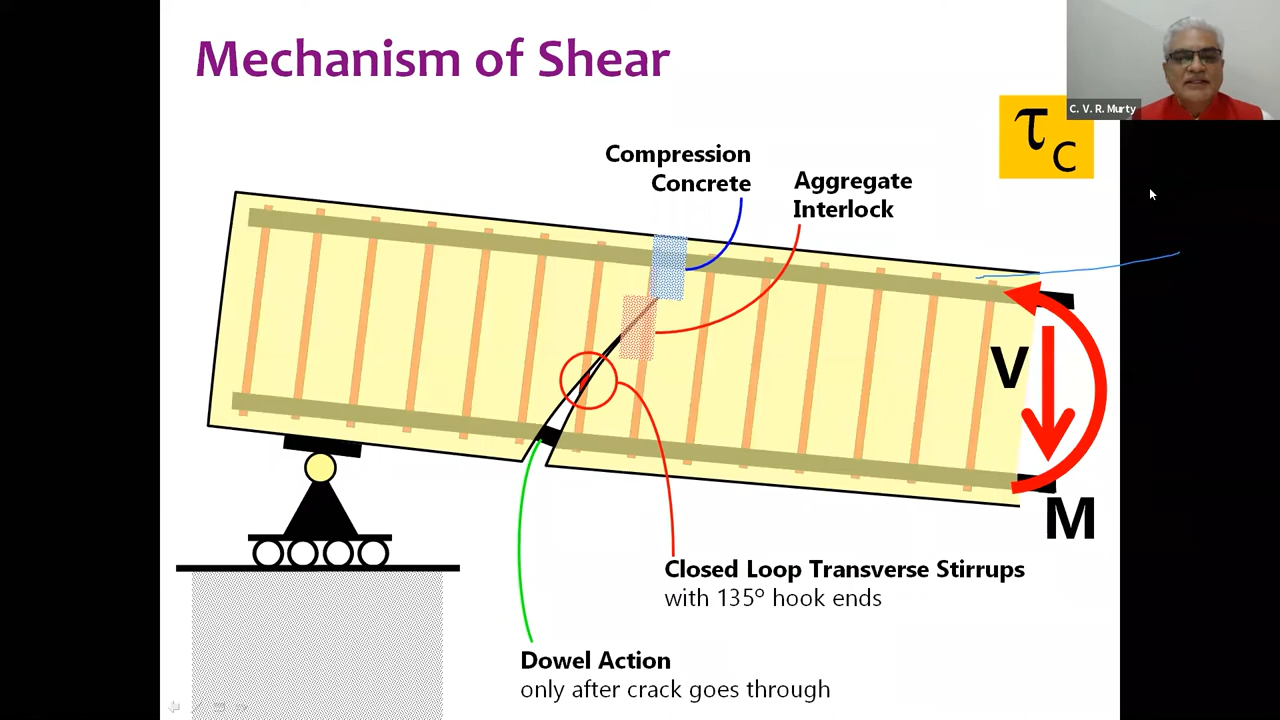 Mechanism of Shear
C. V. R. Murty
τ
C
Compression
Concrete
Aggregate
Interlock
V
M
Closed Loop Transverse Stirrups
with 135° hook ends
Dowel Action
only after crack goes through